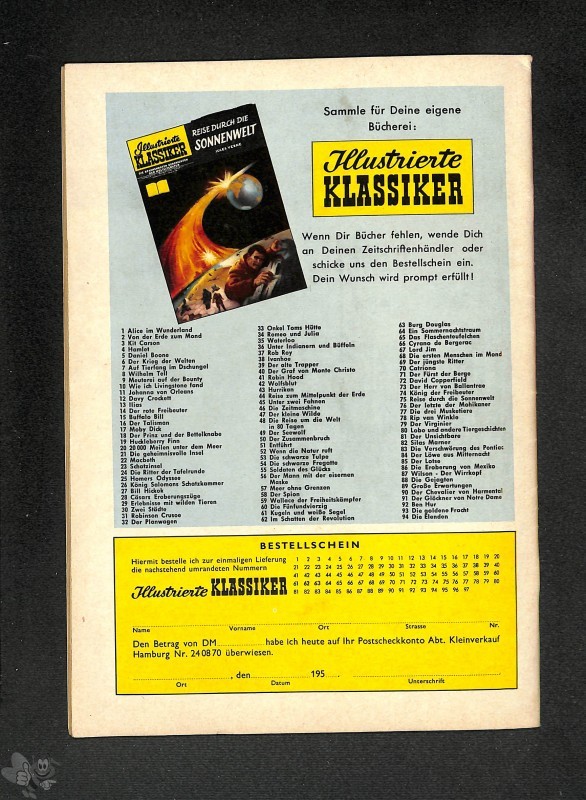 Illustrierte
KLASSIKER
REISE DURCH DIE
SONNENWELT
JULES VERNE
Sammle für Deine eigene
Bücherei:
Illustrierte
KLASSIKER
Wenn Dir Bücher fehlen, wende Dich
an Deinen Zeitschriftenhändler oder
schicke uns den Bestellschein ein.
Dein Wunsch wird prompt erfüllt!
1 Alice im Wunderland
2 Von der Erde zum Mond
3 Kit Carson
4 Hamlet
5 Daniel Boone
6 Der Krieg der Welten
7 Auf Tierfang im Dschungel
8 Wilhelm Tell
9 Meuterei auf der Bounty
10 Wie ich Livingstone fand
11 Johanna von Orleans
12 Davy Crockett
13 Ilias
14 Der rote Freibeuter
15 Buffalo Bill
16 Der Talisman
17 Moby Dick
18 Der Prinz und der Bettelknabe
19 Huckleberry Finn
20 20 000 Meilen unter dem Meer
21 Die geheimnisvolle Insel
22 Macbeth
23 Schatzinsel
24 Die Ritter der Tafelrunde
25 Homers Odyssee
26 König Salomons Schatzkammer
27 Bill Hickok
28 Cäsars Eroberungszüge
29 Erlebnisse mit wilden Tieren
30 Zwei Städte
31 Robinson Crusoe
32 Der Planwagen
33 Onkel Toms Hütte
34 Romeo und Julia
35 Waterloo
36 Unter Indianern und Büffeln
37 Rob Roy
38 Ivanhoe
39 Der alte Trapper
40 Der Graf von Monte Christo
41 Robin Hood
42 Wolfsblut
43 Hurrikan
44 Reise zum Mittelpunkt der Erde
45 Unter zwei Fahnen
46 Die Zeitmaschine
47 Der kleine Wilde
48 Die Reise um die Welt
in 80 Tagen
49 Der Seewolf
50 Der Zusammenbruch
51 Entführt
52 Wenn die Natur ruft
53 Die schwarze Tulpe
54 Die schwarze Fregatte
55 Soldaten des Glücks
56 Der Mann mit der eisernen
Maske
57 Meer ohne Grenzen
58 Der Spion
59 Wallace der Freiheitskämpfer
60 Die Fünfundvierzig
61 Kugeln und weiße Segel
62 Im Schatten der Revolution
63 Burg Douglas
64 Ein Sommernachtstraum
65 Das Flaschenteufelchen
66 Cyrano de Bergerac
67 Lord Jim
68 Die ersten Menschen im Mond
69 Der jüngste Ritter
70 Catriona
71 Der Fürst der Berge
72 David Copperfield
73 Der Herr von Ballantrae
74 König der Freibeuter
75 Reise durch die Sonnenwelt
76 Der letzte der Mohikaner
77 Die drei Musketiere
78 Rip van Winkle
79 Der Virginier
80 Lobo und andere Tiergeschichten
81 Der Unsichtbare
82 Silas Marner
83 Die Verschwörung des Pontiac
84 Der Löwe aus Mitternacht
85 Der Lotse
86 Die Eroberung von Mexiko
87 Wilson - Der Wirrkopf
88 Die Gejagten
89 Große Erwartungen
90 Der Chevalier von Harmental
91 Der Glöckner von Notre Dame
92 Ben Hur
93 Die goldene Fracht
94 Die Elenden
BESTELLSCHEIN
Hiermit bestelle ich zur einmaligen Lieferung
die nachstehend umrandeten Nummern
Illustrierte KLASSIKER
1 2 3 4 5 6 7 8 9 10 11 12 13 14 15 16 17 18 19 20
21 22 23 24 25 26 27 28 29 30 31 32 33 34 35 36 37 38 39 40
41 42 43 44 45 46 47 48 49 50 51 52 53 54 55 56 57 58 59 60
61 62 63 64 65 66 67 68 69 70 71 72 73 74 75 76 77 78 79 80
81 82 83 84 85 86 87 88 89 90 91 92 93 94 95 96 97
Name Vorname Ort Strasse Nr.
Den Betrag von DM habe ich heute auf Ihr Postscheckkonto Abt. Kleinverkauf
Hamburg Nr. 240870 überwiesen.
, den 195
Ort Datum Unterschrift